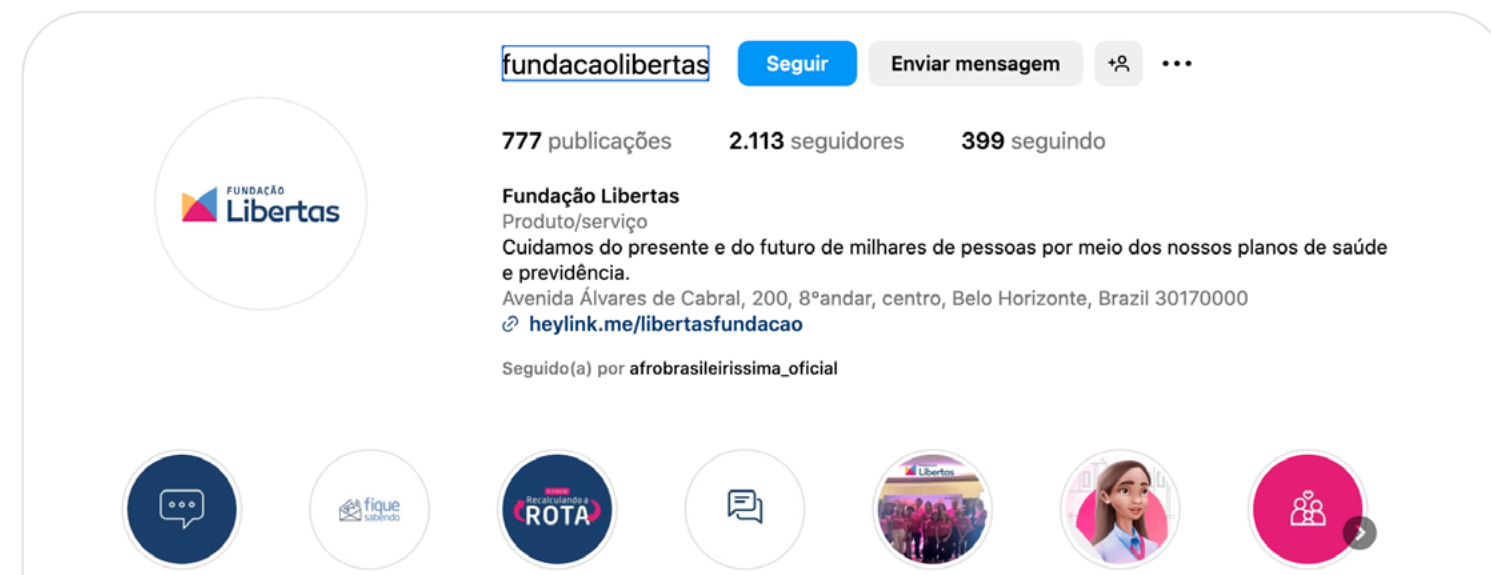 fundacaolibertas Seguir Enviar mensagem
777 publicações 2.113 seguidores 399 seguindo
FUNDAÇÃO
Libertas
Fundação Libertas
Produto/serviço
Cuidamos do presente e do futuro de milhares de pessoas por meio dos nossos planos de saúde
e previdência.
Avenida Álvares de Cabral, 200, 8°andar, centro, Belo Horizonte, Brazil 30170000
heylink.me/libertasfundacao
Seguido(a) por afrobrasileirissima_oficial
fique
sabendo
Recalculando a
ROTA
Libertas